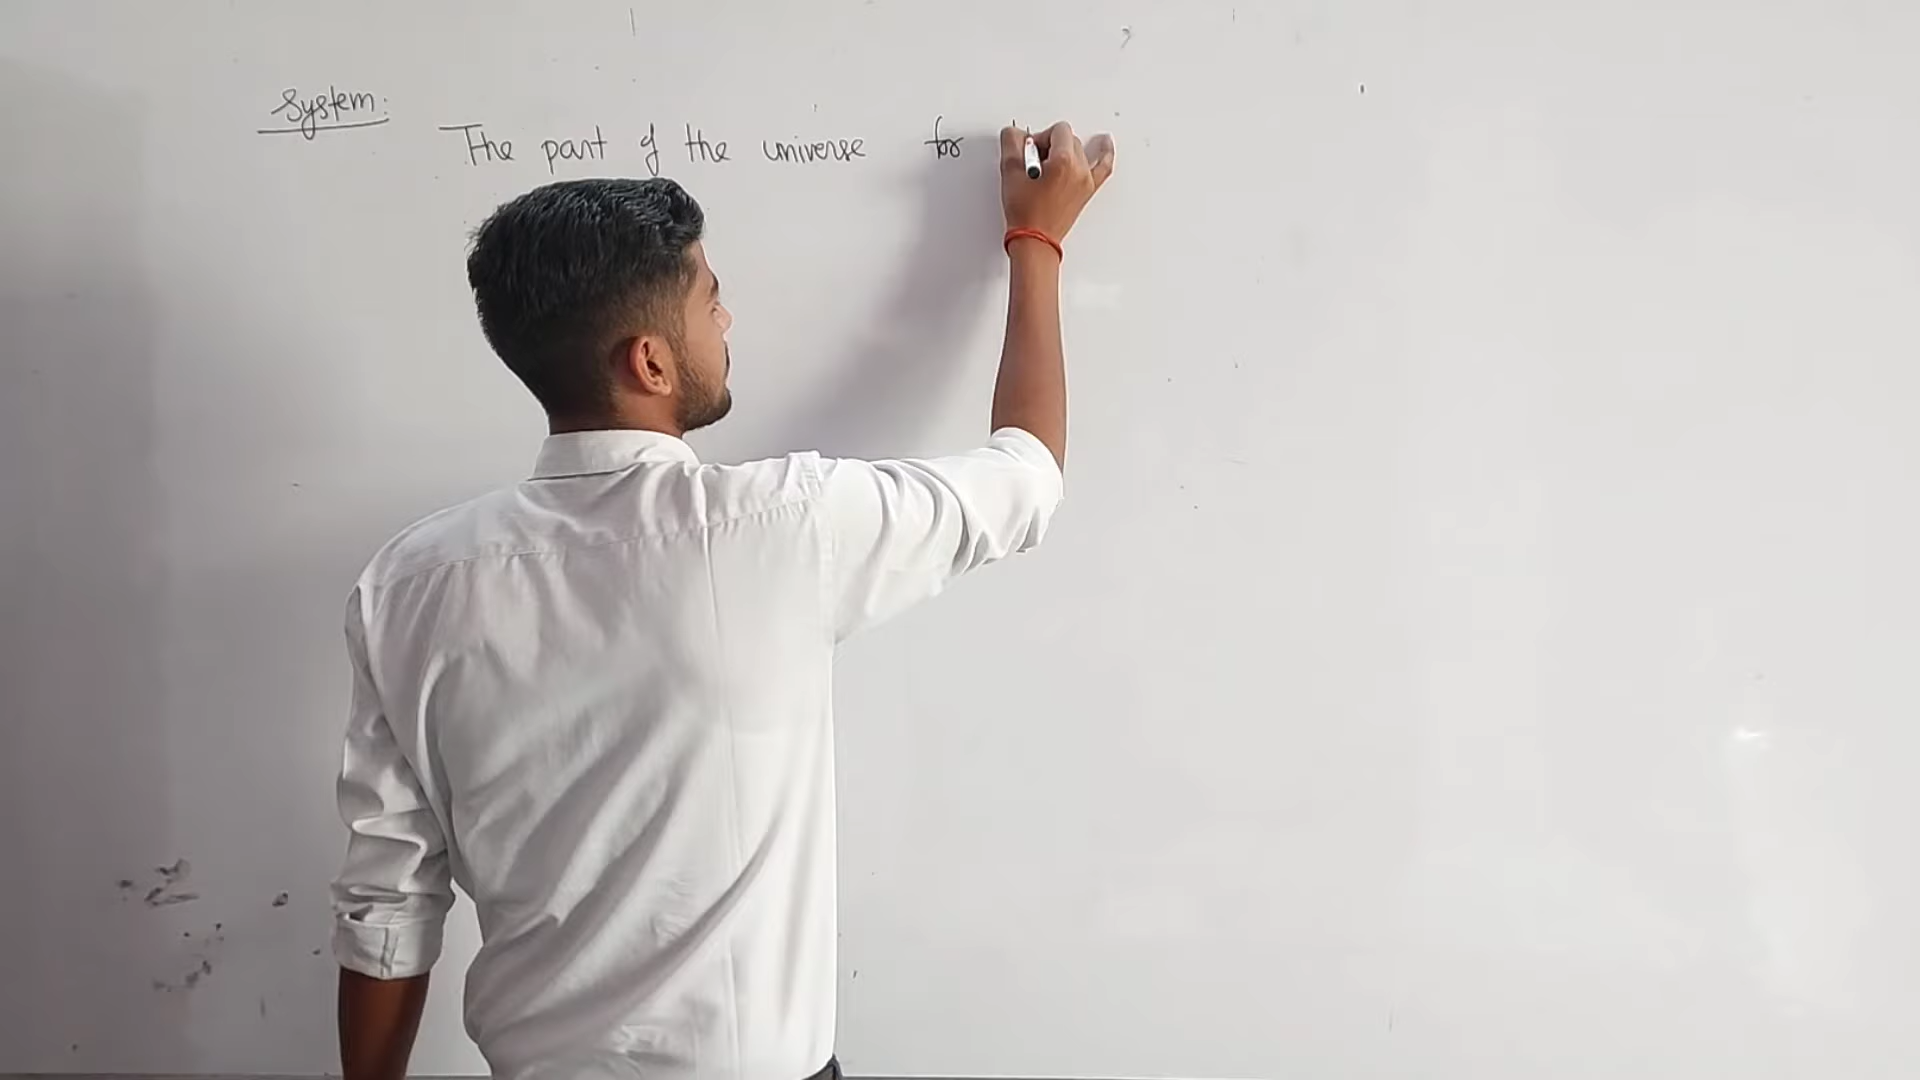 System:
The part of the universe for